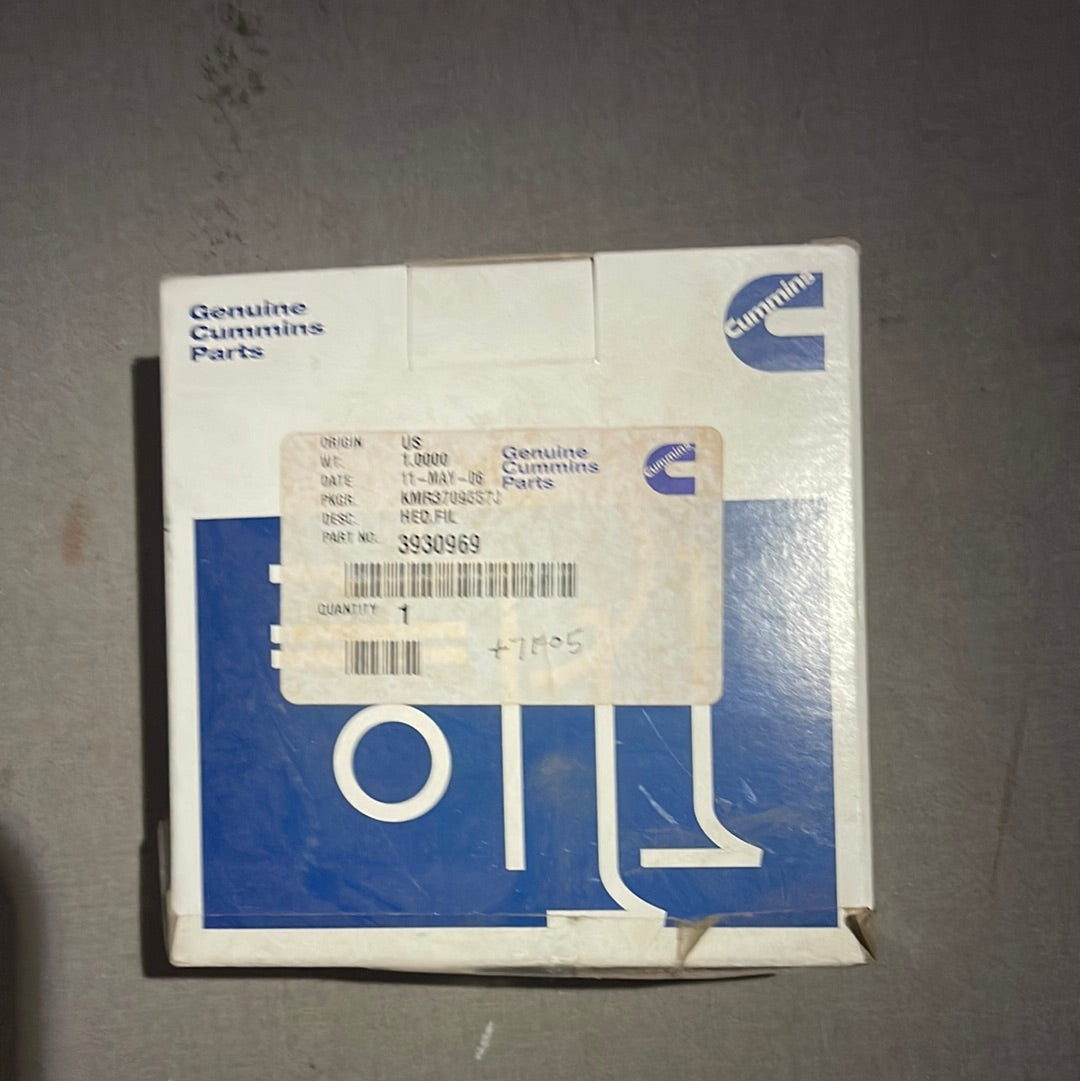 Genuine
Cummins
Parts
Cummins
ORIGIN. US
WT. 1.0000
DATE 11-MAY-06
PKGR.
DESC. HED,FIL
PART NO. 3930969
Genuine
Cummins
Parts
Cummins
QUANTITY 1